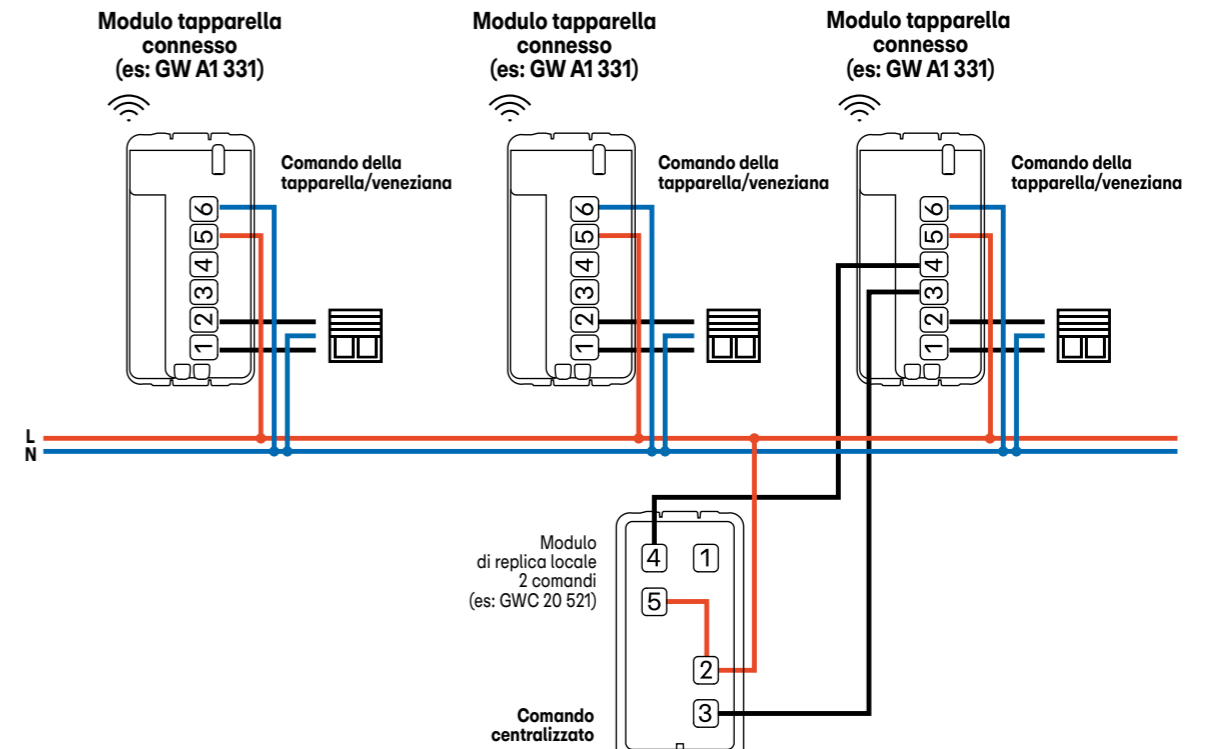 Modulo tapparella
connesso
(es: GW A1 331)
Modulo tapparella
connesso
(es: GW A1 331)
Modulo tapparella
connesso
(es: GW A1 331)
Comando della
tapparella/veneziana
Comando della
tapparella/veneziana
Comando della
tapparella/veneziana
6
5
4
3
2
1
6
5
4
3
2
1
6
5
4
3
2
1
L
N
Modulo
di replica locale
2 comandi
(es: GWC 20 521)
4 1
5
2
3
Comando
centralizzato